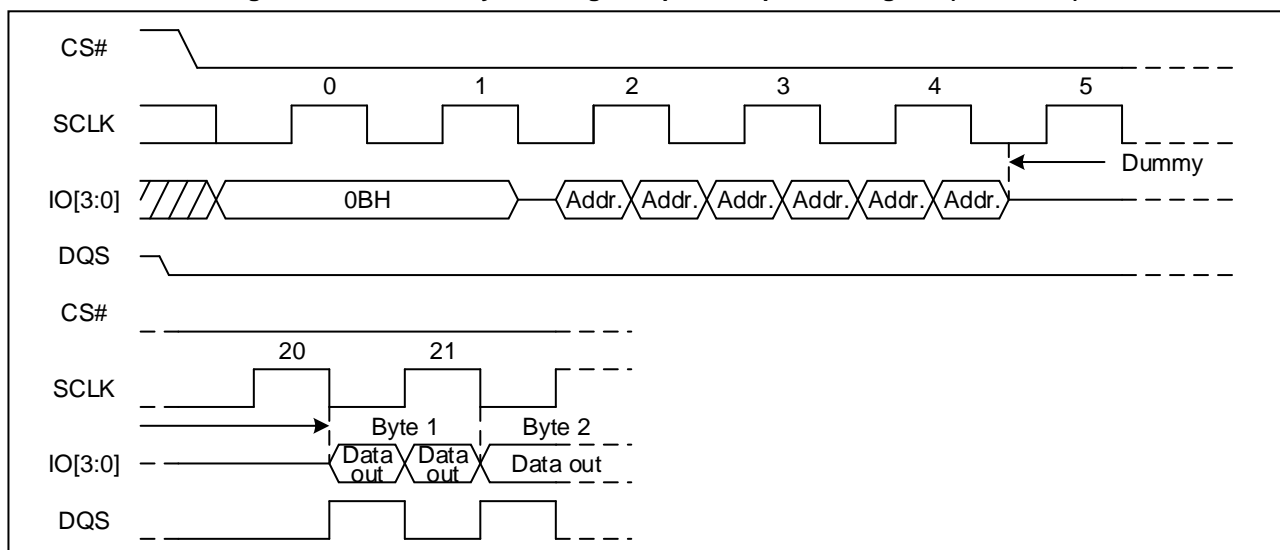 CS#
0 1 2 3 4 5
SCLK
Dummy
IO[3:0] 0BH Addr. Addr. Addr. Addr. Addr. Addr.
DQS
CS#
20 21
SCLK
Byte 1 Byte 2
IO[3:0] Data out Data out Data out
DQS